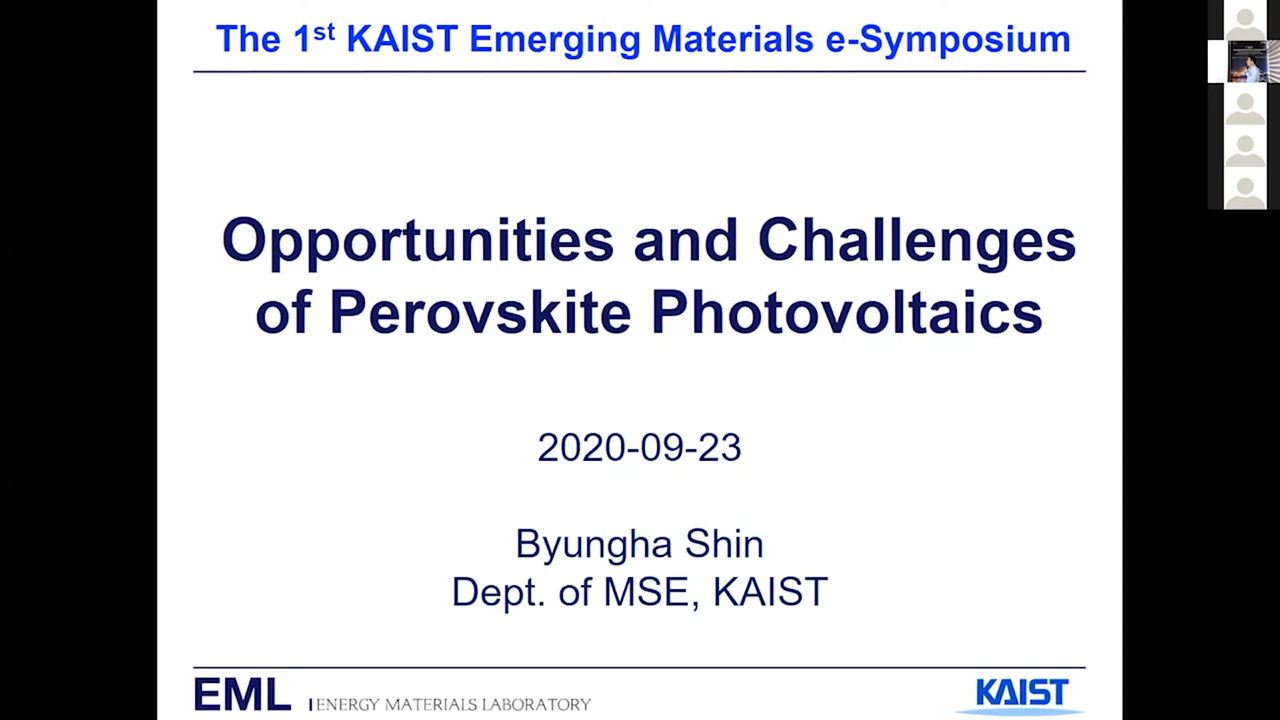 The 1st KAIST Emerging Materials e-Symposium
Opportunities and Challenges
of Perovskite Photovoltaics
2020-09-23
Byungha Shin
Dept. of MSE, KAIST
EML | ENERGY MATERIALS LABORATORY
KAIST